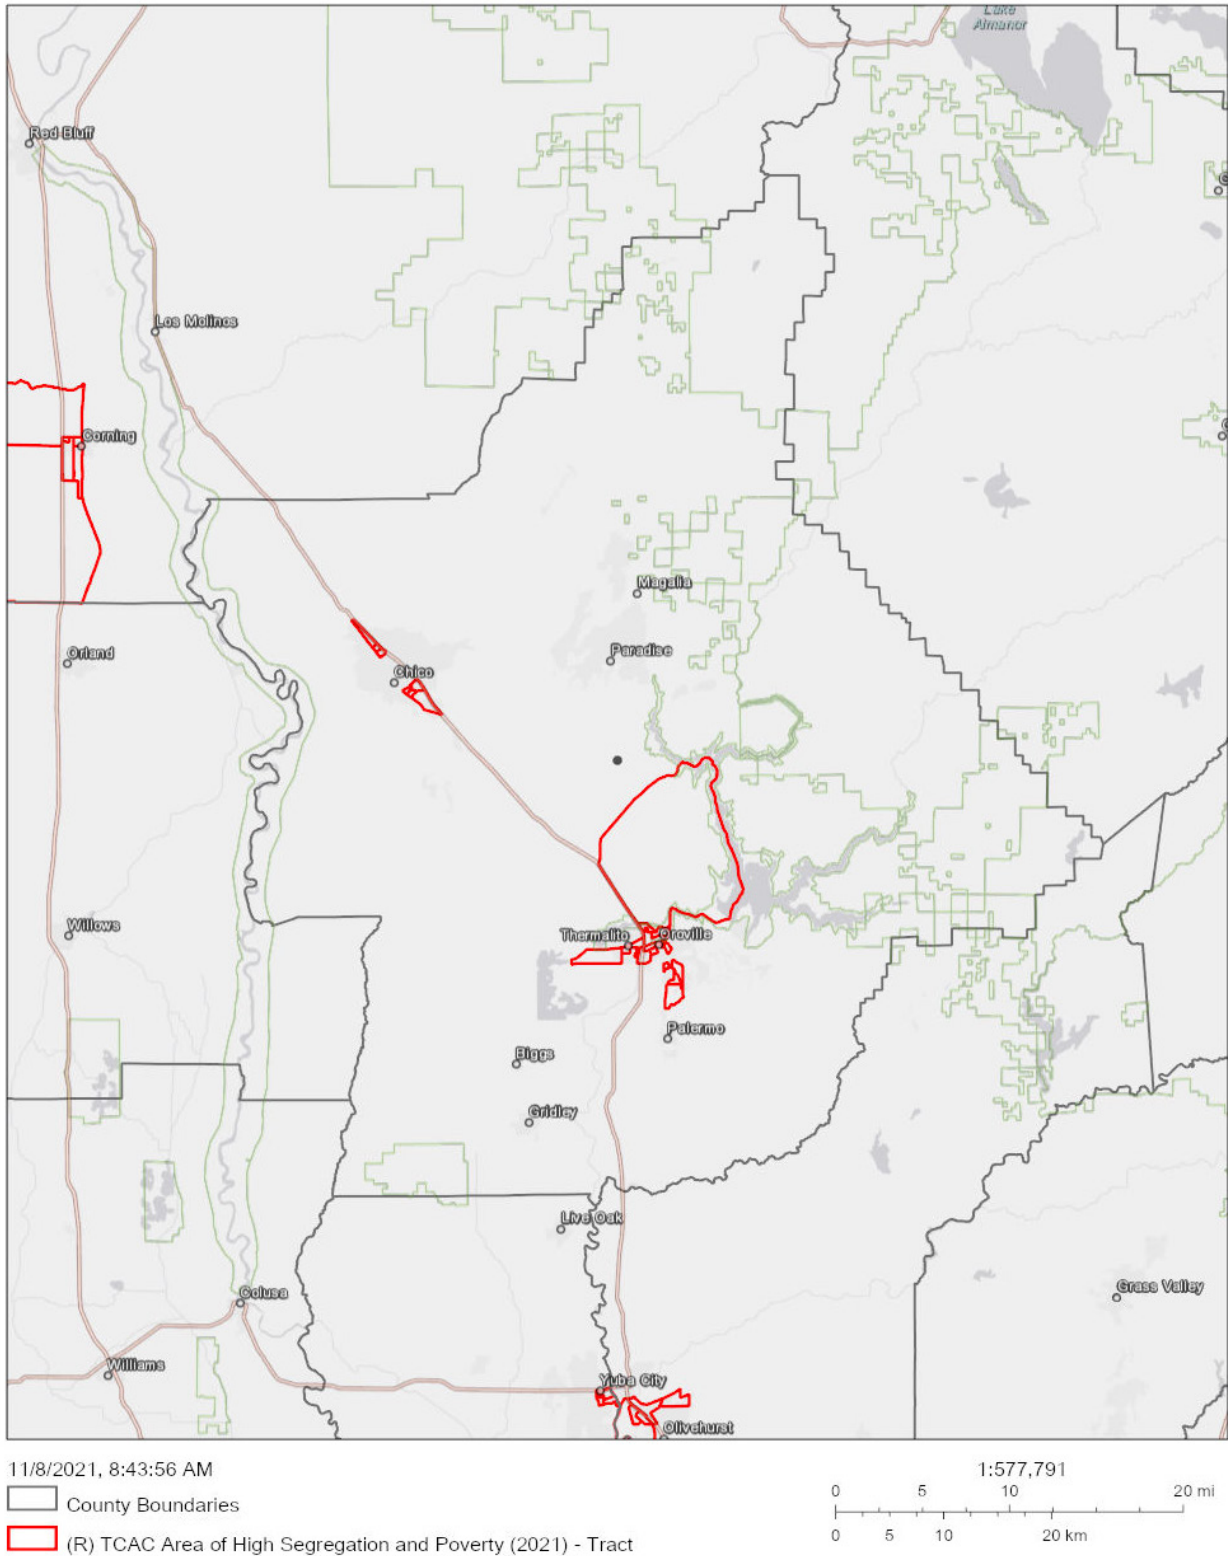 Lake
Almanor
Red Bluff
Los Molinos
Corning
Magalia
Orland
Paradise
Chico
Willows
Thermalito
Oroville
Palermo
Biggs
Gridley
Live Oak
Colusa
Grass Valley
Williams
Yuba City
Olivehurst
11/8/2021, 8:43:56 AM
1:577,791
0 5 10 20 mi
County Boundaries
0 5 10 20 km
(R) TCAC Area of High Segregation and Poverty (2021) - Tract